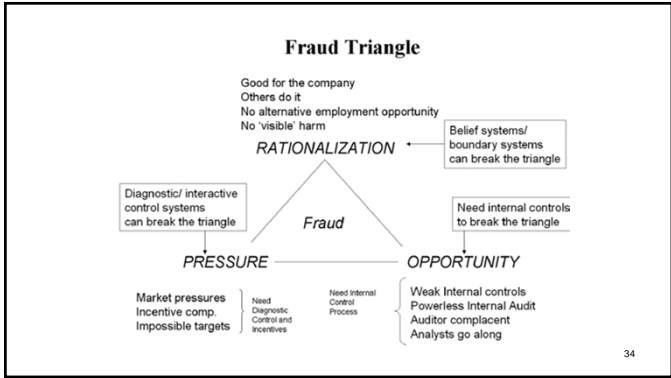 Fraud Triangle
Good for the company
Others do it
No alternative employment opportunity
No 'visible' harm
RATIONALIZATION
Belief systems/
boundary systems
can break the triangle
Diagnostic/ interactive
control systems
can break the triangle
Fraud
Need internal controls
to break the triangle
PRESSURE
OPPORTUNITY
Market pressures
Incentive comp.
Impossible targets
Need
Diagnostic
Control and
Incentives
Need Internal
Control
Process
Weak Internal controls
Powerless Internal Audit
Auditor complacent
Analysts go along
34